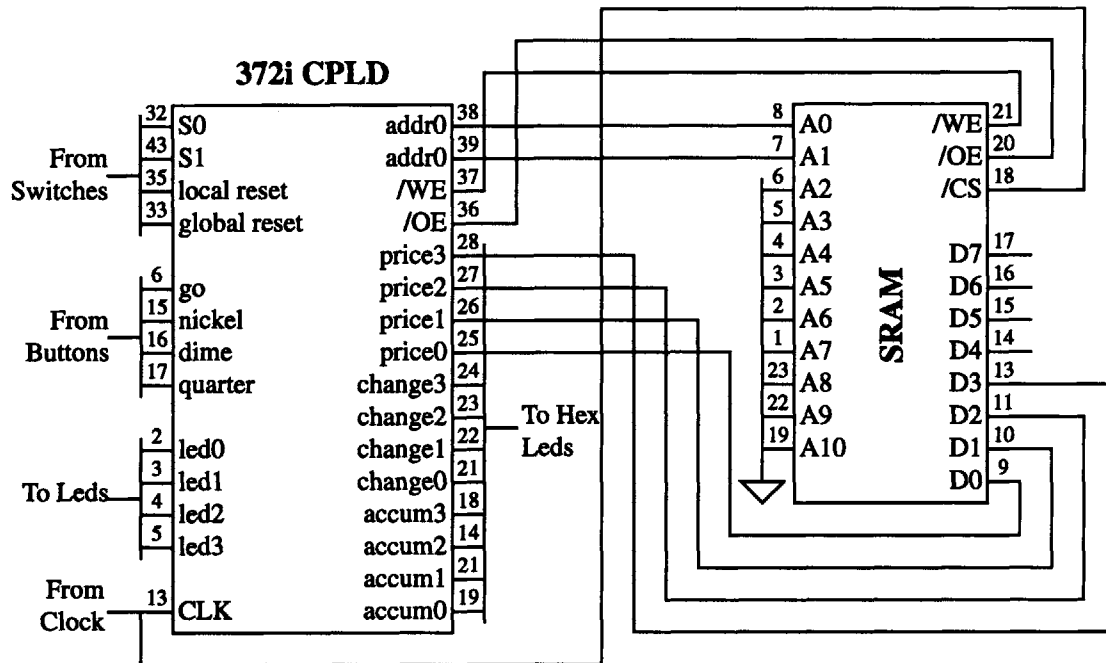 372i CPLD
From
Switches
32 S0
43 S1
35 local reset
33 global reset
From
Buttons
6 go
15 nickel
16 dime
17 quarter
To Leds
2 led0
3 led1
4 led2
5 led3
From
Clock
13 CLK
addr0 38
addr0 39
/WE 37
/OE 36
price3 28
price2 27
price1 26
price0 25
change3 24
change2 23
change1 22
change0 21
accum3 18
accum2 14
accum1 21
accum0 19
To Hex
Leds
SRAM
8 A0
7 A1
6 A2
5 A3
4 A4
3 A5
2 A6
1 A7
23 A8
22 A9
19 A10
/WE 21
/OE 20
/CS 18
D7 17
D6 16
D5 15
D4 14
D3 13
D2 11
D1 10
D0 9